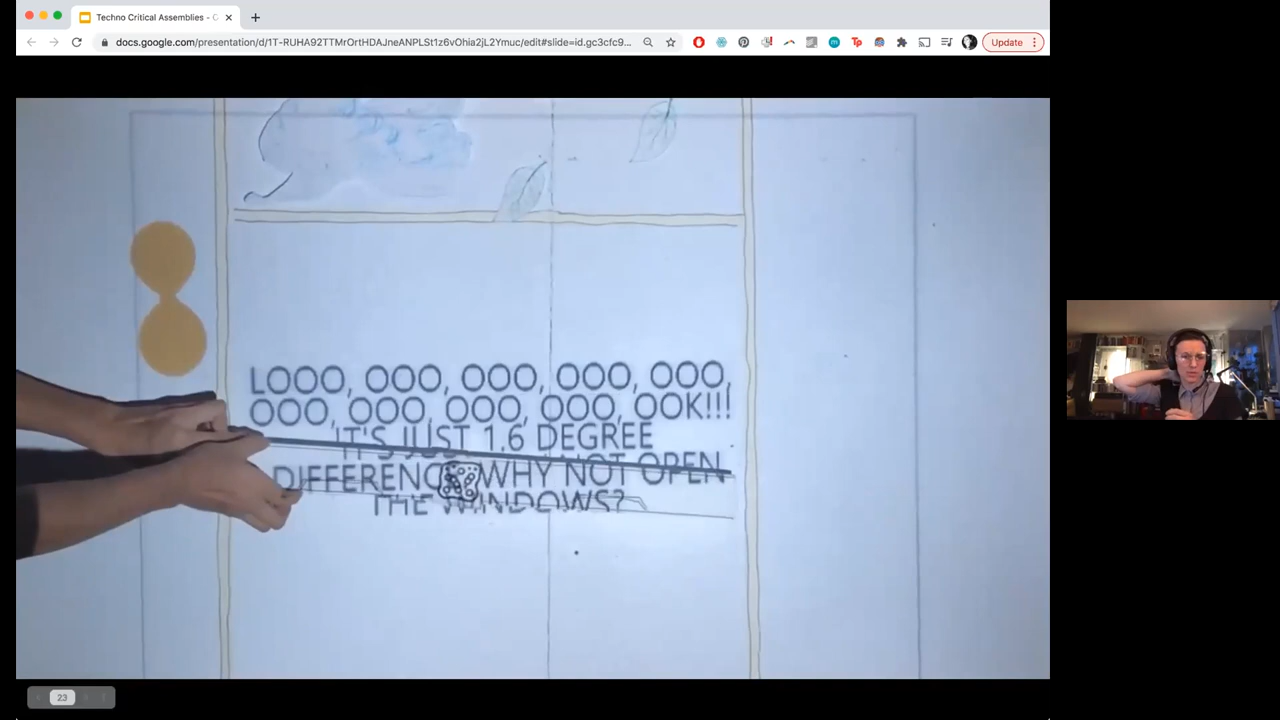 Techno Critical Assemblies - C
docs.google.com/presentation/d/1T-RUHA92TTMrOrtHDAJneANPLSt1z6vOhia2jL2Ymuc/edit#slide=id.gc3cfc9...
Update
LOOO, OOO, OOO, OOO, OOO,
OOO, OOO, OOO, OOO, OOK!!!
IT'S JUST 1.6 DEGREE
DIFFERENC WHY NOT OPEN
THE WINDOWS?
23